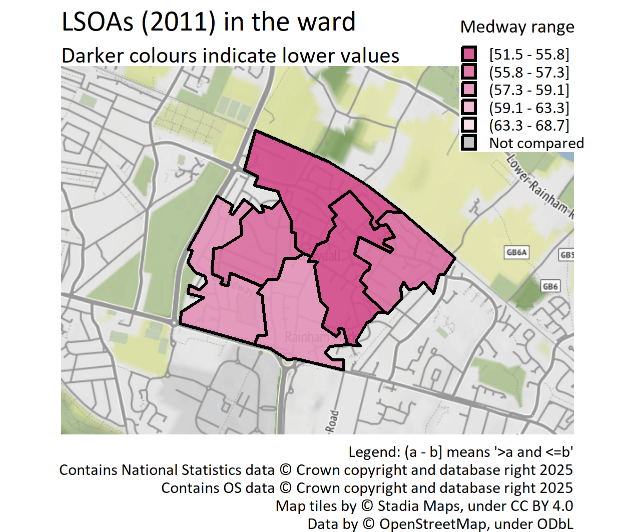 LSOAs (2011) in the ward
Darker colours indicate lower values
Medway range
[51.5 - 55.8]
(55.8 - 57.3]
(57.3 - 59.1]
(59.1 - 63.3]
(63.3 - 68.7]
Not compared
Lower-Rainham-R
GB6A
GBS
GB6
Rainham
-Road
Legend: (a - b] means '>a and <=b'
Contains National Statistics data © Crown copyright and database right 2025
Contains OS data © Crown copyright and database right 2025
Map tiles by © Stadia Maps, under CC BY 4.0
Data by © OpenStreetMap, under ODbL